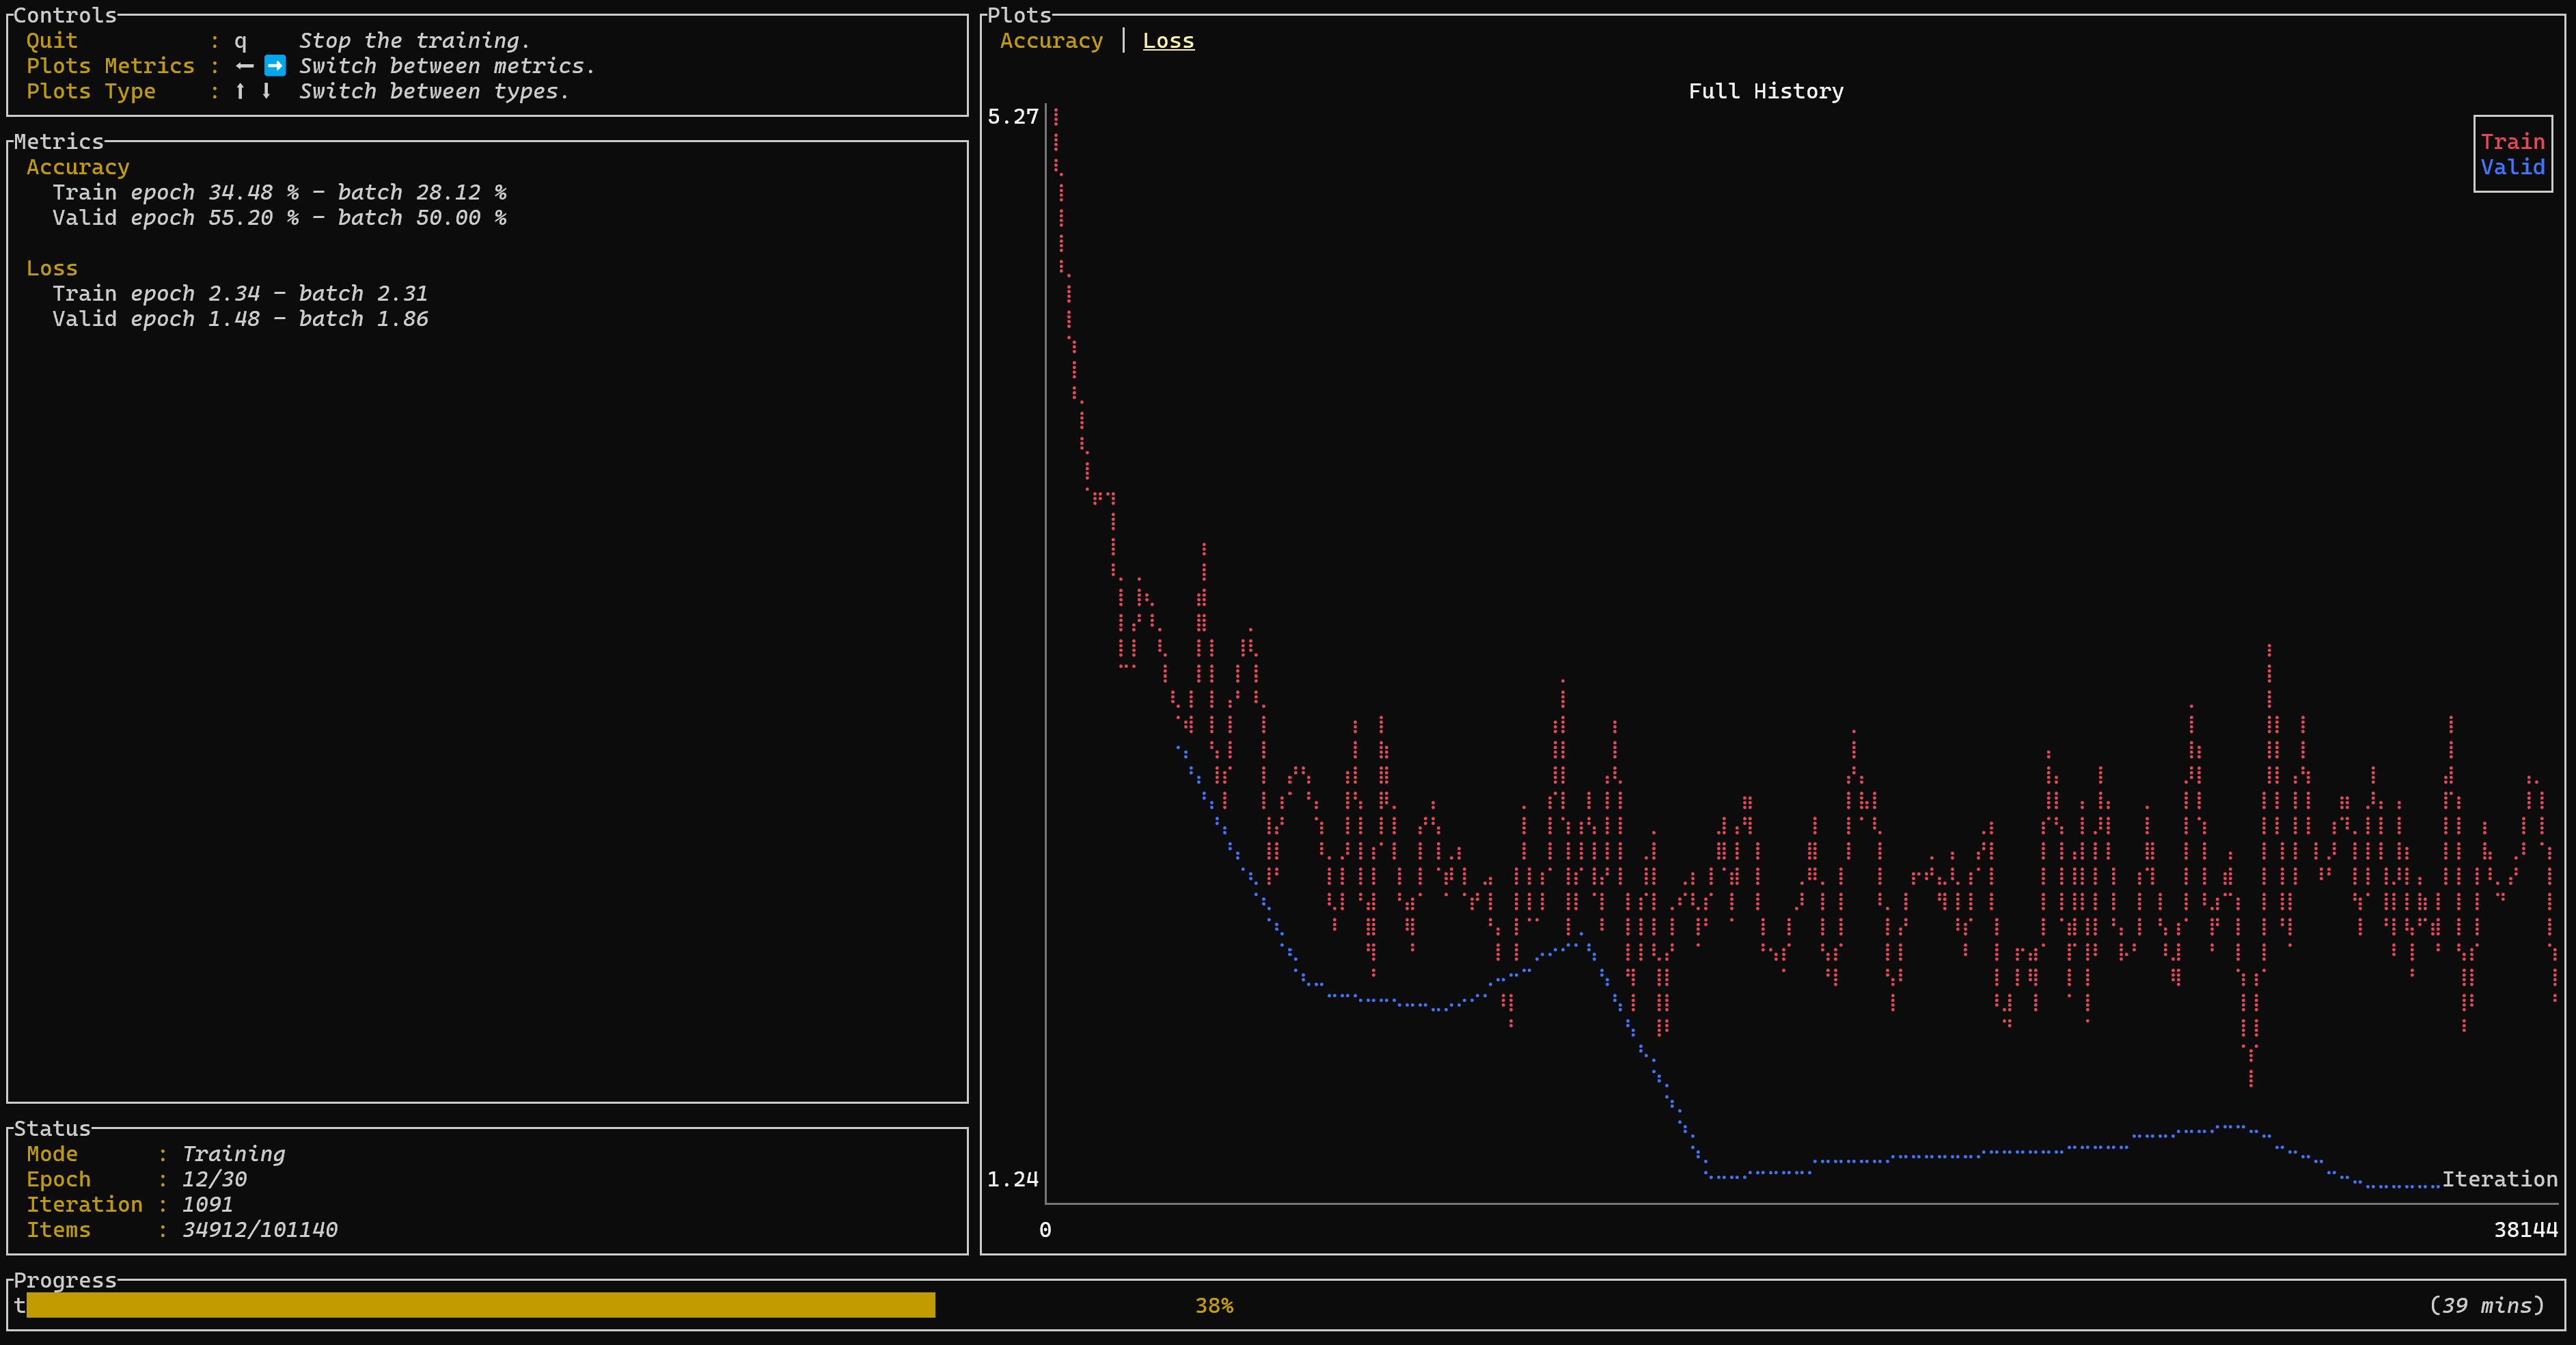 Controls
Quit : q Stop the training.
Plots Metrics : ← ➡ Switch between metrics.
Plots Type : ↑ ↓ Switch between types.
Metrics
Accuracy
Train epoch 34.48 % - batch 28.12 %
Valid epoch 55.20 % - batch 50.00 %
Loss
Train epoch 2.34 - batch 2.31
Valid epoch 1.48 - batch 1.86
Status
Mode : Training
Epoch : 12/30
Iteration : 1091
Items : 34912/101140
Plots
Accuracy | Loss
Full History
5.27
Train
Valid
1.24
Iteration
0 38144
Progress
t 38% (39 mins)